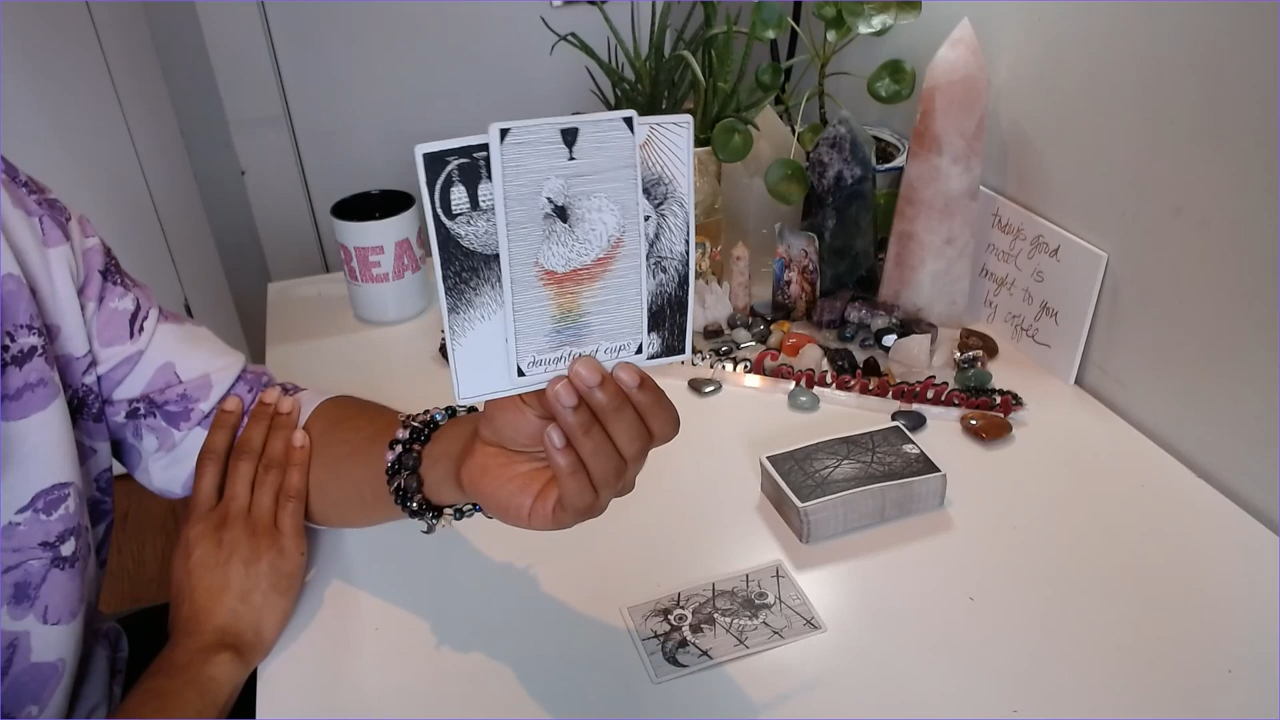 REA
daughter of cups
today's good
mood is
brought to you
by coffee
Conversations